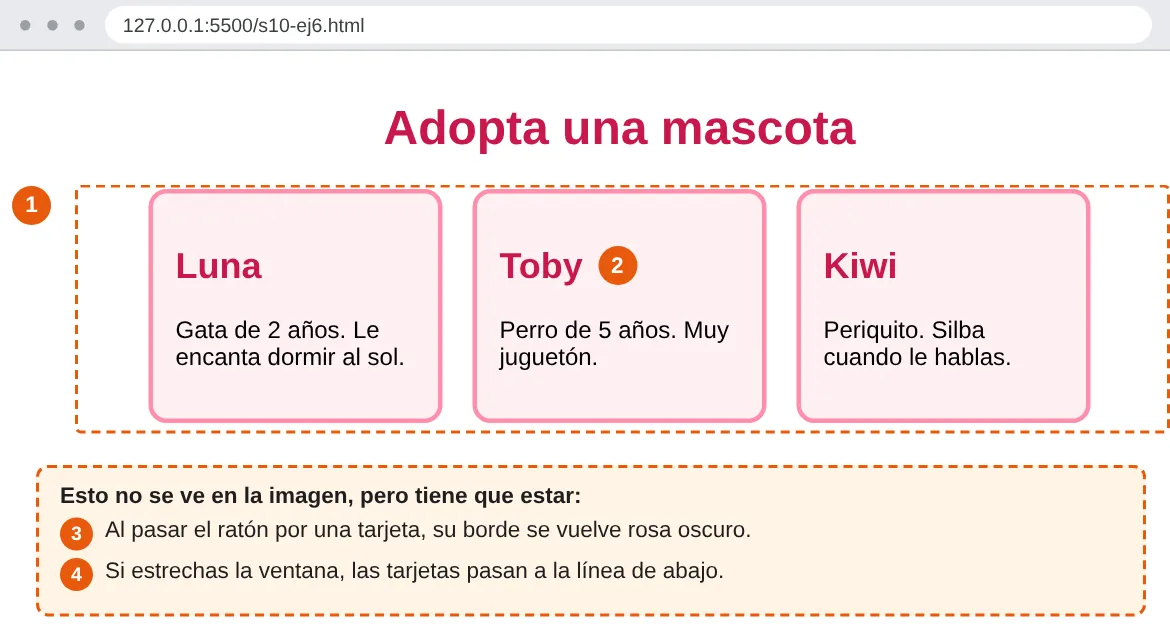 127.0.0.1:5500/s10-ej6.html
Adopta una mascota
1
Luna
Gata de 2 años. Le
encanta dormir al sol.
Toby 2
Perro de 5 años. Muy
juguetón.
Kiwi
Periquito. Silba
cuando le hablas.
Esto no se ve en la imagen, pero tiene que estar:
3 Al pasar el ratón por una tarjeta, su borde se vuelve rosa oscuro.
4 Si estrechas la ventana, las tarjetas pasan a la línea de abajo.